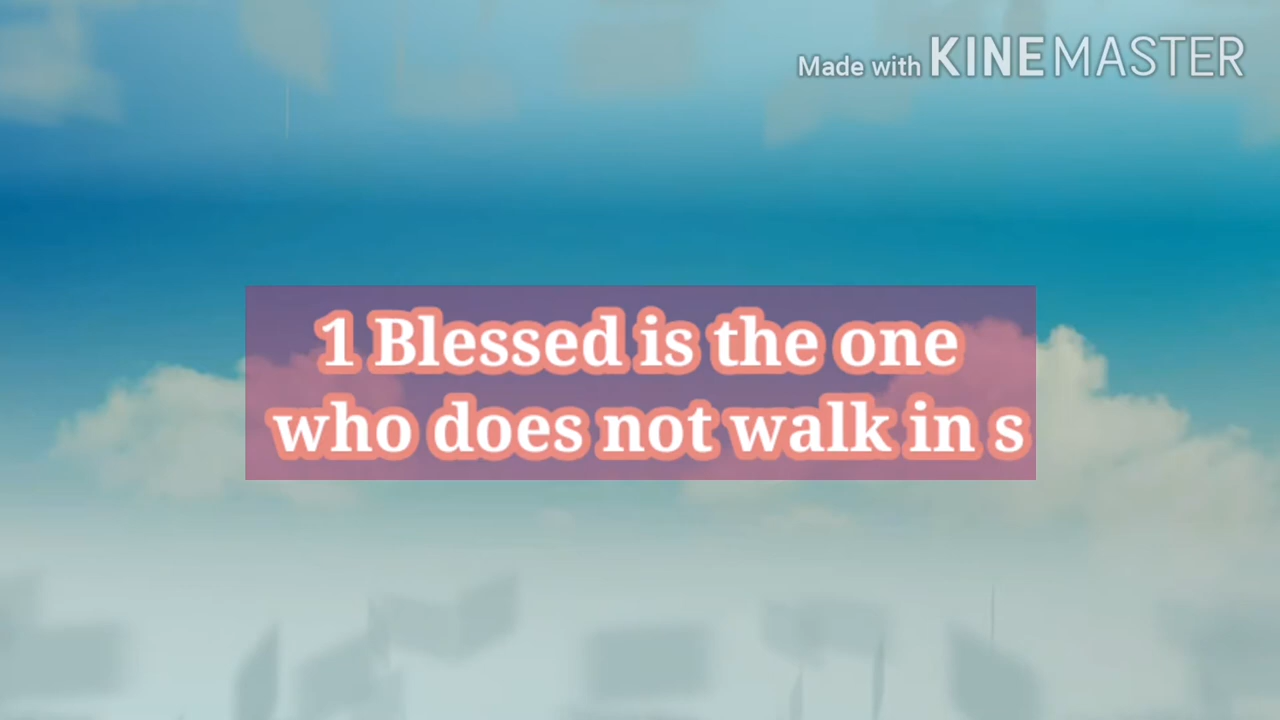 Made with KINEMASTER
1 Blessed is the one
who does not walk in s